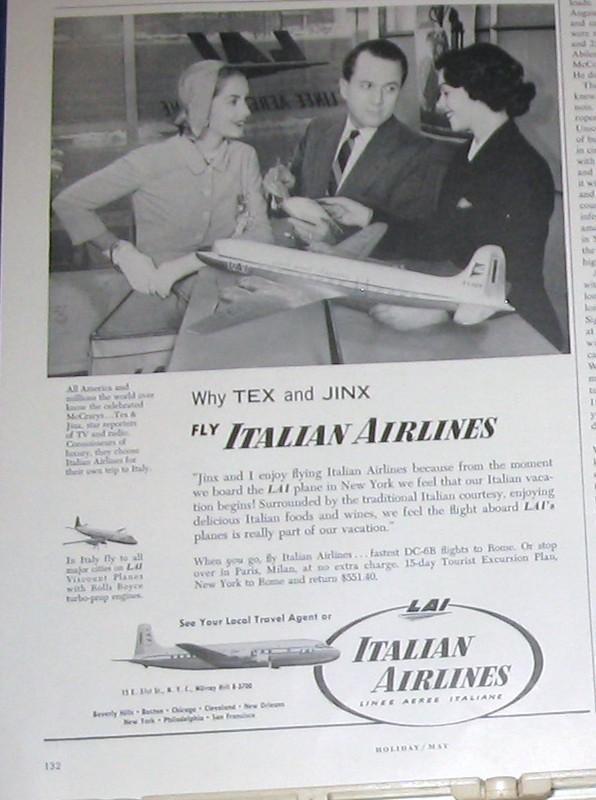 LAI
LINEE AEREE
LAI
All America and
millions the world over
know the celebrated
McCrarys...Tex &
Jinx, star reporters
of TV and radio.
Connoisseurs of
luxury, they choose
Italian Airlines for
their own trip to Italy.
Why TEX and JINX
FLY ITALIAN AIRLINES
"Jinx and I enjoy flying Italian Airlines because from the moment
we board the LAI plane in New York we feel that our Italian vaca-
tion begins! Surrounded by the traditional Italian courtesy, enjoying
delicious Italian foods and wines, we feel the flight aboard LAI's
planes is really part of our vacation."
In Italy fly to all
major cities on LAI
Viscount Planes
with Rolls Royce
turbo-prop engines.
When you go, fly Italian Airlines...fastest DC-6B flights to Rome. Or stop
over in Paris, Milan, at no extra charge. 15-day Tourist Excursion Plan,
New York to Rome and return $551.40.
See Your Local Travel Agent or
15 E. 51st St., N. Y. C., MUrray Hill 8-3700
Beverly Hills • Boston • Chicago • Cleveland • New Orleans
New York • Philadelphia • San Francisco
LAI
ITALIAN
AIRLINES
LINEE AEREE ITALIANE
HOLIDAY/MAY
132